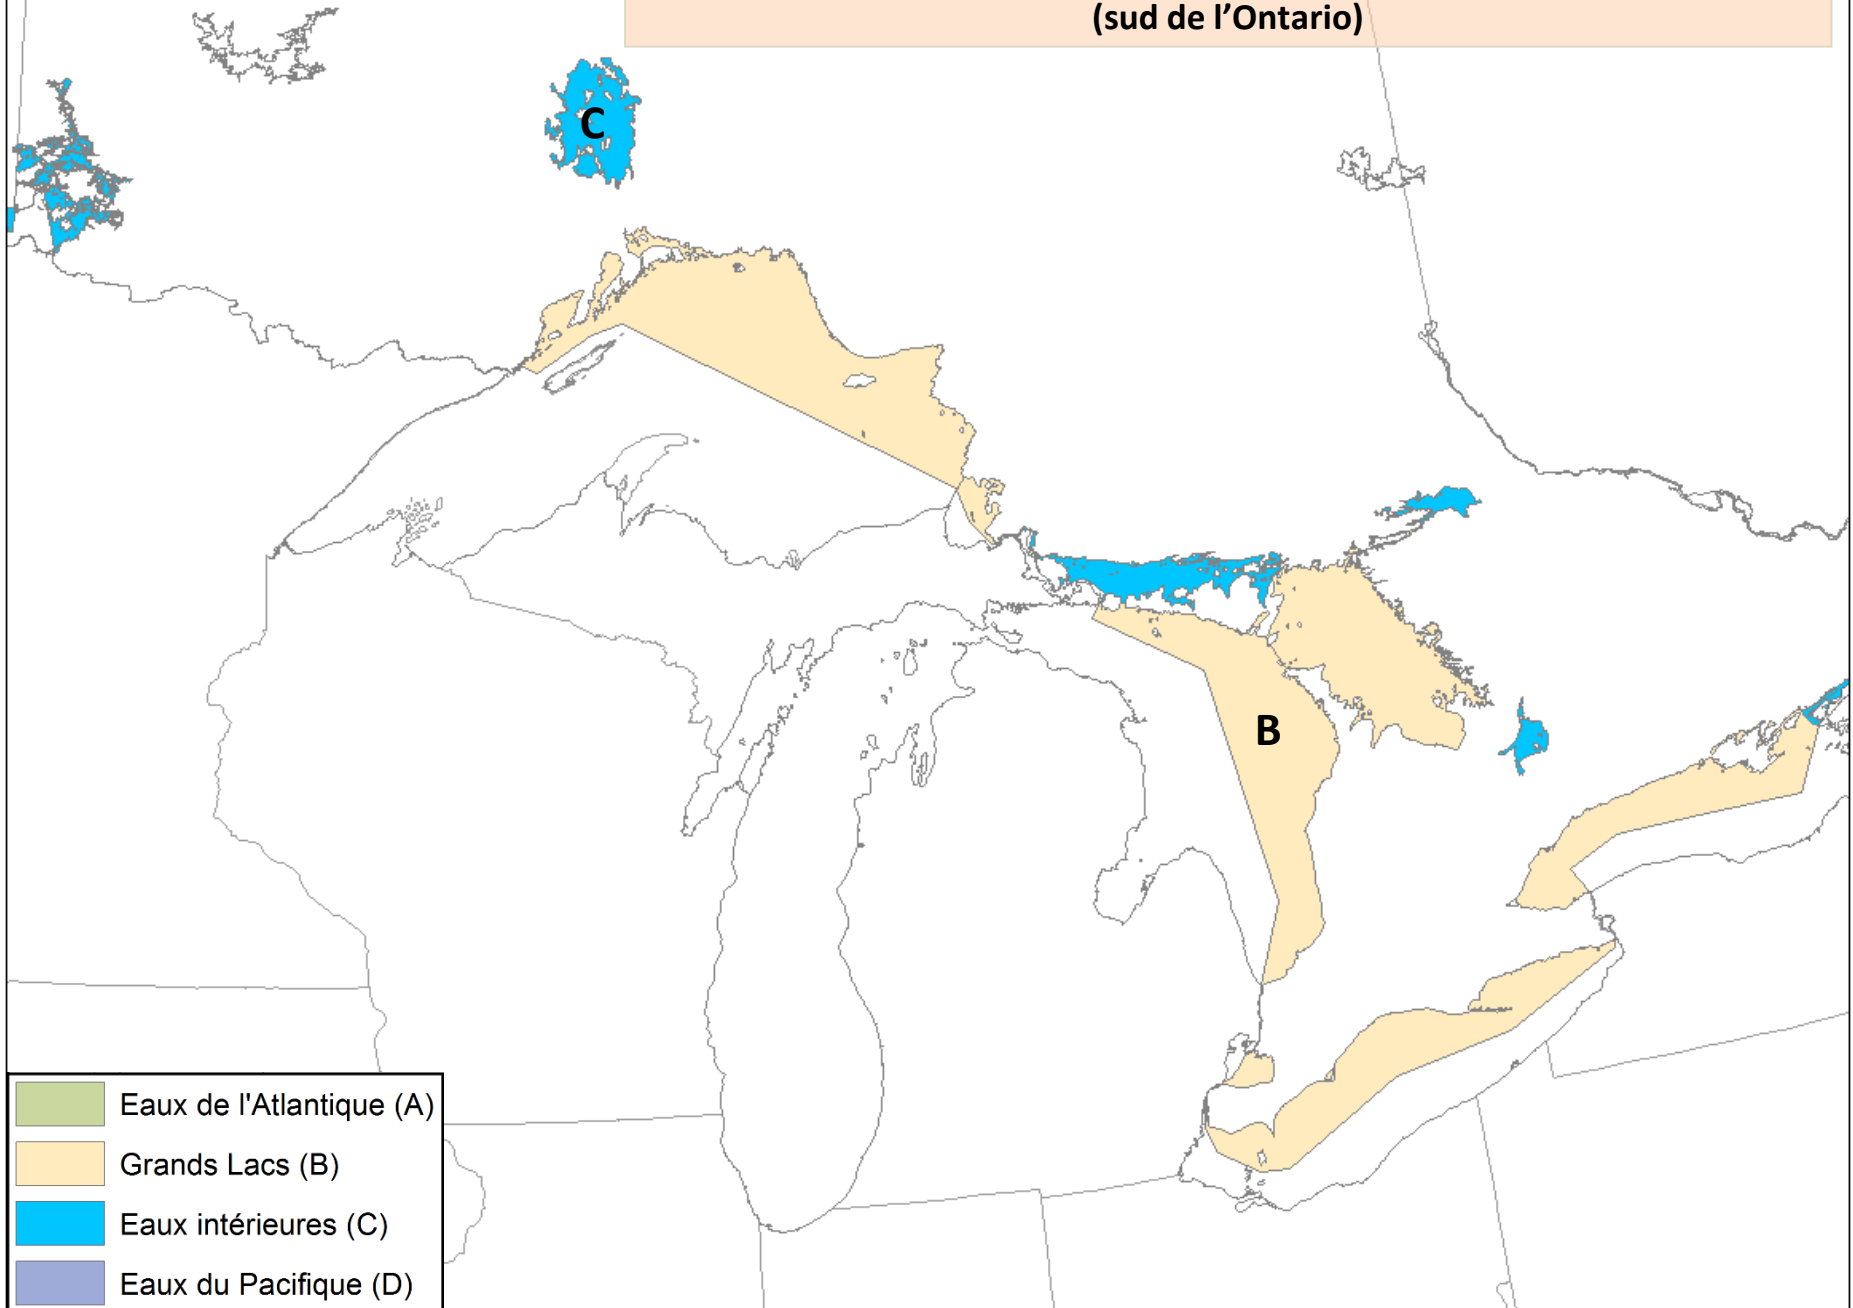 (sud de l’Ontario)
C
B
Eaux de l'Atlantique (A)
Grands Lacs (B)
Eaux intérieures (C)
Eaux du Pacifique (D)